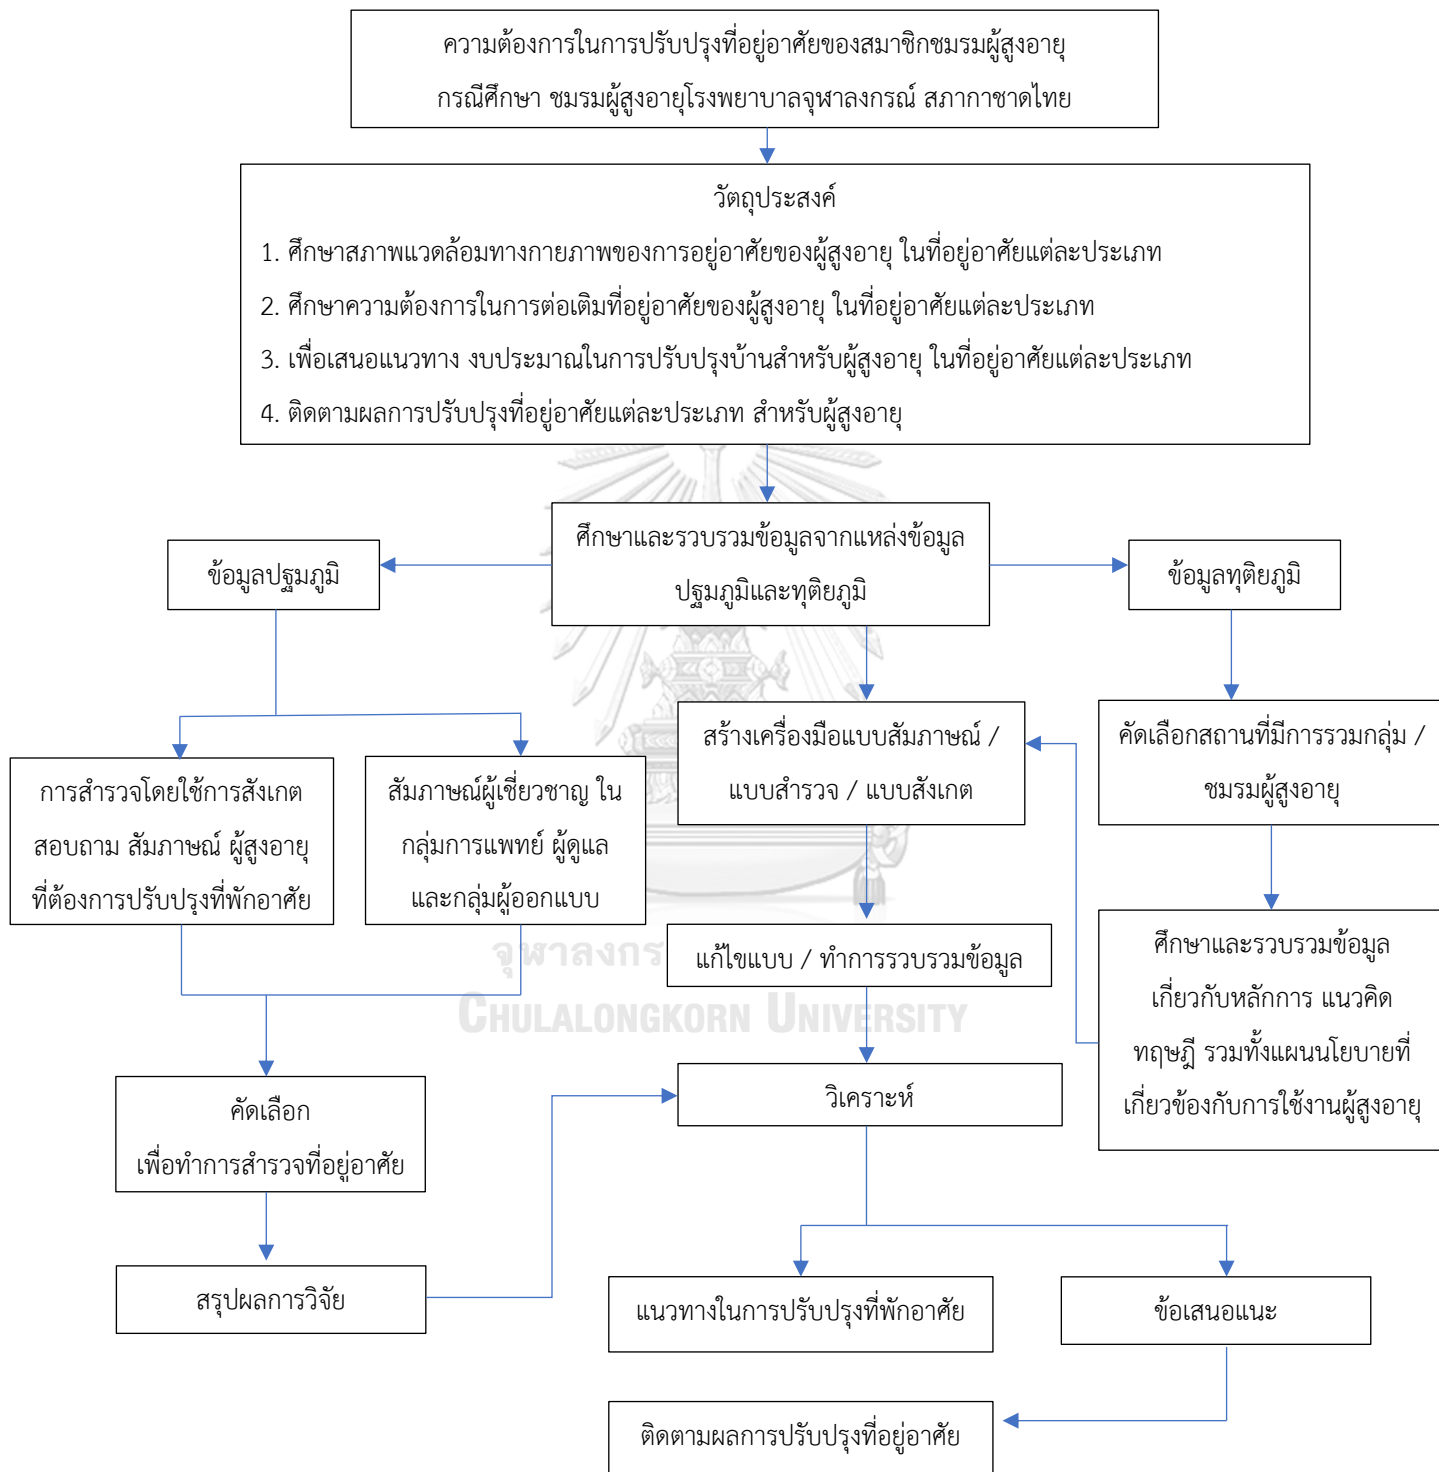 ความต้องการในการปรับปรุงที่อยู่อาศัยของสมาชิกชมรมผู้สูงอายุ
กรณีศึกษา ชมรมผู้สูงอายุโรงพยาบาลจุฬาลงกรณ์ สภากาชาดไทย
วัตถุประสงค์
1. ศึกษาสภาพแวดล้อมทางกายภาพของการอยู่อาศัยของผู้สูงอายุ ในที่อยู่อาศัยแต่ละประเภท
2. ศึกษาความต้องการในการต่อเติมที่อยู่อาศัยของผู้สูงอายุ ในที่อยู่อาศัยแต่ละประเภท
3. เพื่อเสนอแนวทาง งบประมาณในการปรับปรุงบ้านสำหรับผู้สูงอายุ ในที่อยู่อาศัยแต่ละประเภท
4. ติดตามผลการปรับปรุงที่อยู่อาศัยแต่ละประเภท สำหรับผู้สูงอายุ
ศึกษาและรวบรวมข้อมูลจากแหล่งข้อมูล
ปฐมภูมิและทุติยภูมิ
ข้อมูลปฐมภูมิ
ข้อมูลทุติยภูมิ
การสำรวจโดยใช้การสังเกต
สอบถาม สัมภาษณ์ ผู้สูงอายุ
ที่ต้องการปรับปรุงที่พักอาศัย
สัมภาษณ์ผู้เชี่ยวชาญ ใน
กลุ่มการแพทย์ ผู้ดูแล
และกลุ่มผู้ออกแบบ
สร้างเครื่องมือแบบสัมภาษณ์ /
แบบสำรวจ / แบบสังเกต
คัดเลือกสถานที่มีการรวมกลุ่ม /
ชมรมผู้สูงอายุ
แก้ไขแบบ / ทำการรวบรวมข้อมูล
ศึกษาและรวบรวมข้อมูล
เกี่ยวกับหลักการ แนวคิด
ทฤษฎี รวมทั้งแผนนโยบายที่
เกี่ยวข้องกับการใช้งานผู้สูงอายุ
จุฬาลงกร
CHULALONGKORN UNIVERSITY
คัดเลือก
เพื่อทำการสำรวจที่อยู่อาศัย
วิเคราะห์
สรุปผลการวิจัย
แนวทางในการปรับปรุงที่พักอาศัย
ข้อเสนอแนะ
ติดตามผลการปรับปรุงที่อยู่อาศัย